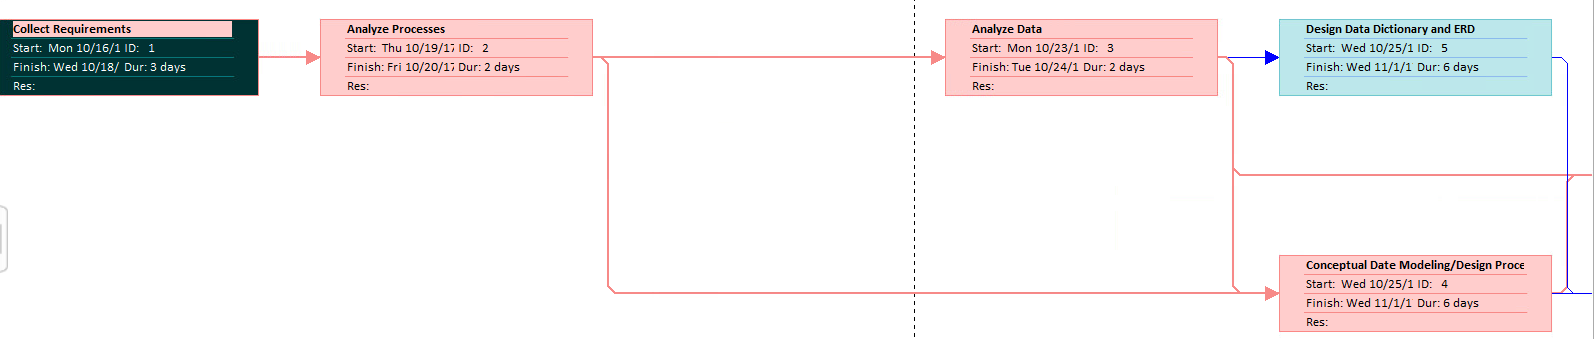 Collect Requirements
Start: Mon 10/16/1 ID: 1
Finish: Wed 10/18/ Dur: 3 days
Res:
Analyze Processes
Start: Thu 10/19/17 ID: 2
Finish: Fri 10/20/17 Dur: 2 days
Res:
Analyze Data
Start: Mon 10/23/1 ID: 3
Finish: Tue 10/24/1 Dur: 2 days
Res:
Design Data Dictionary and ERD
Start: Wed 10/25/1 ID: 5
Finish: Wed 11/1/1 Dur: 6 days
Res:
Conceptual Date Modeling/Design Proce
Start: Wed 10/25/1 ID: 4
Finish: Wed 11/1/1 Dur: 6 days
Res: